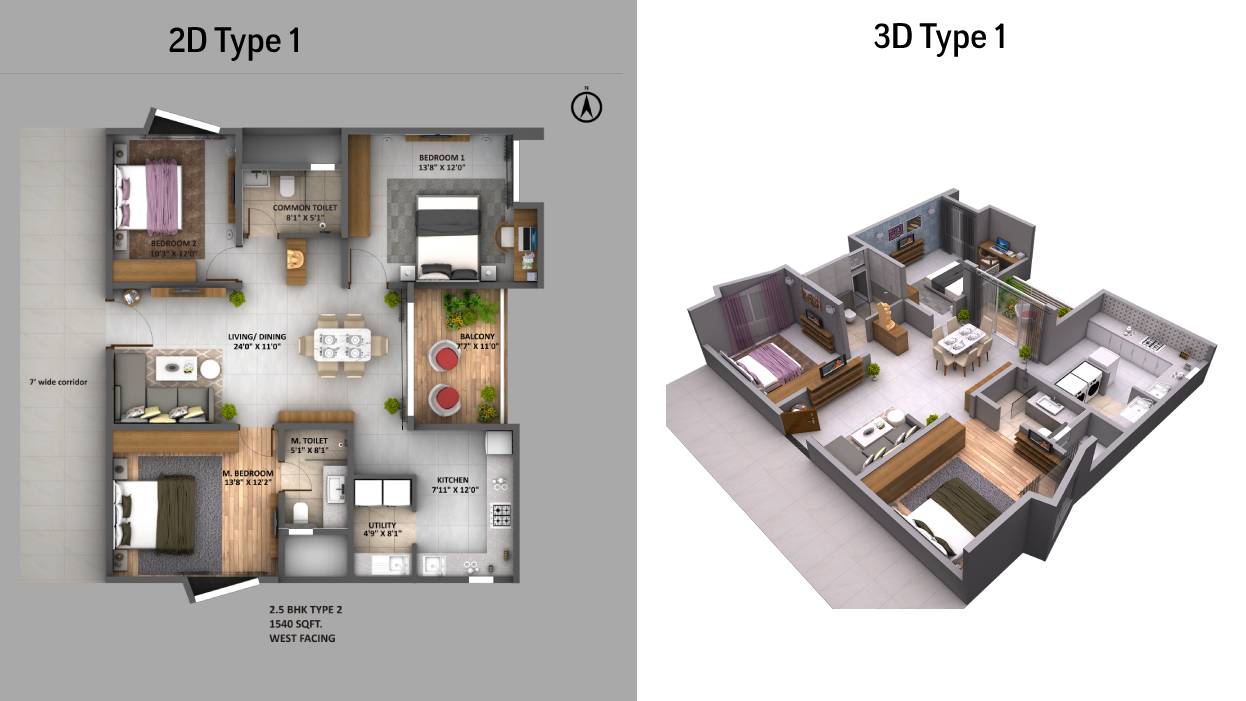 2D Type 1
3D Type 1
N
BEDROOM 1
13'8" X 12'0"
COMMON TOILET
8'1" X 5'1"
BEDROOM 2
10'3" X 12'0"
LIVING/ DINING
24'0" X 11'0"
BALCONY
7'7" X 11'0"
7' wide corridor
M. TOILET
5'1" X 8'1"
M. BEDROOM
13'8" X 12'2"
KITCHEN
7'11" X 12'0"
UTILITY
4'9" X 8'1"
2.5 BHK TYPE 2
1540 SQFT.
WEST FACING